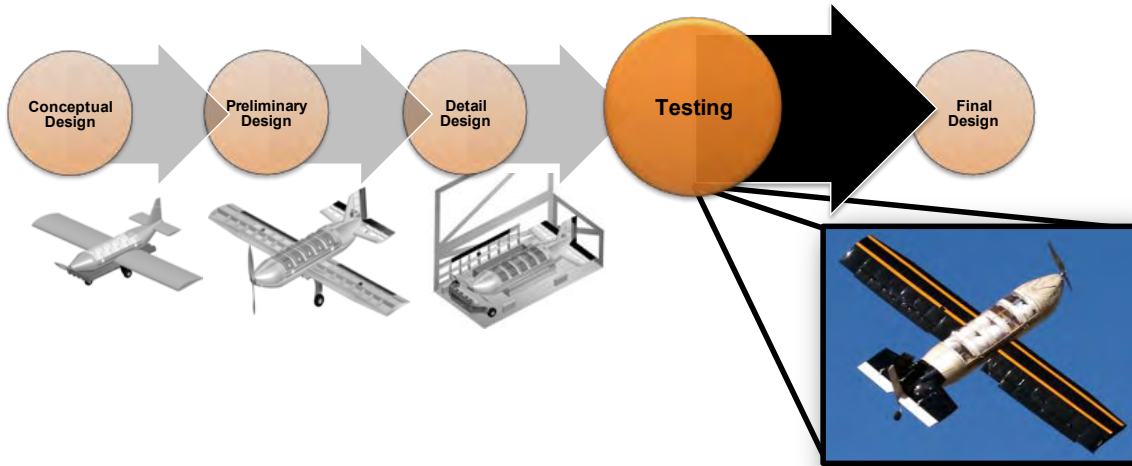 Conceptual
Design
Preliminary
Design
Detail
Design
Testing
Final
Design